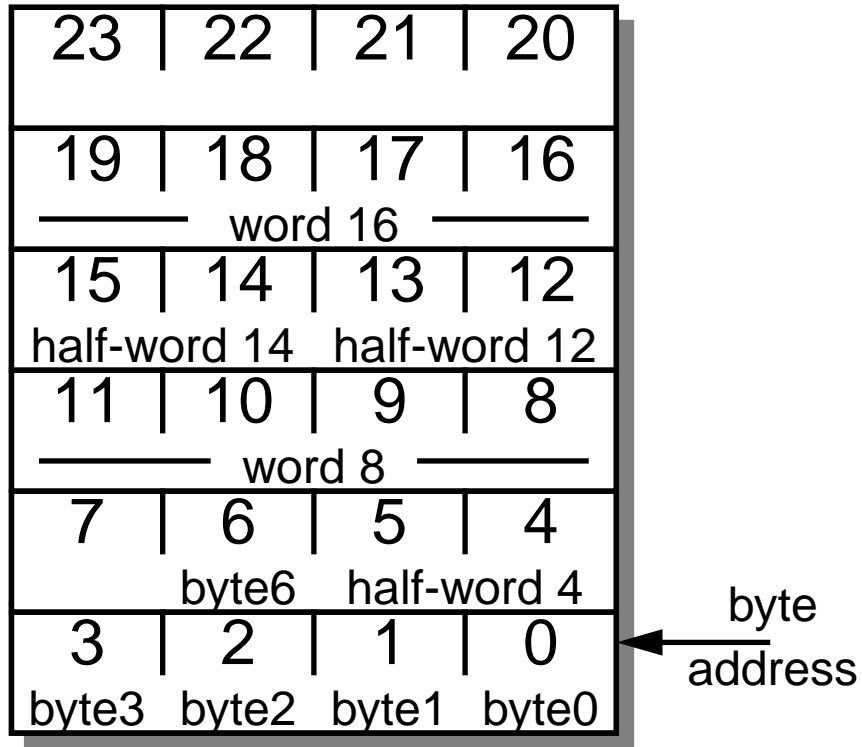 23 22 21 20
19 18 17 16
word 16
15 14 13 12
half-word 14 half-word 12
11 10 9 8
word 8
7 6 5 4
byte6 half-word 4
3 2 1 0
byte3 byte2 byte1 byte0
byte
address